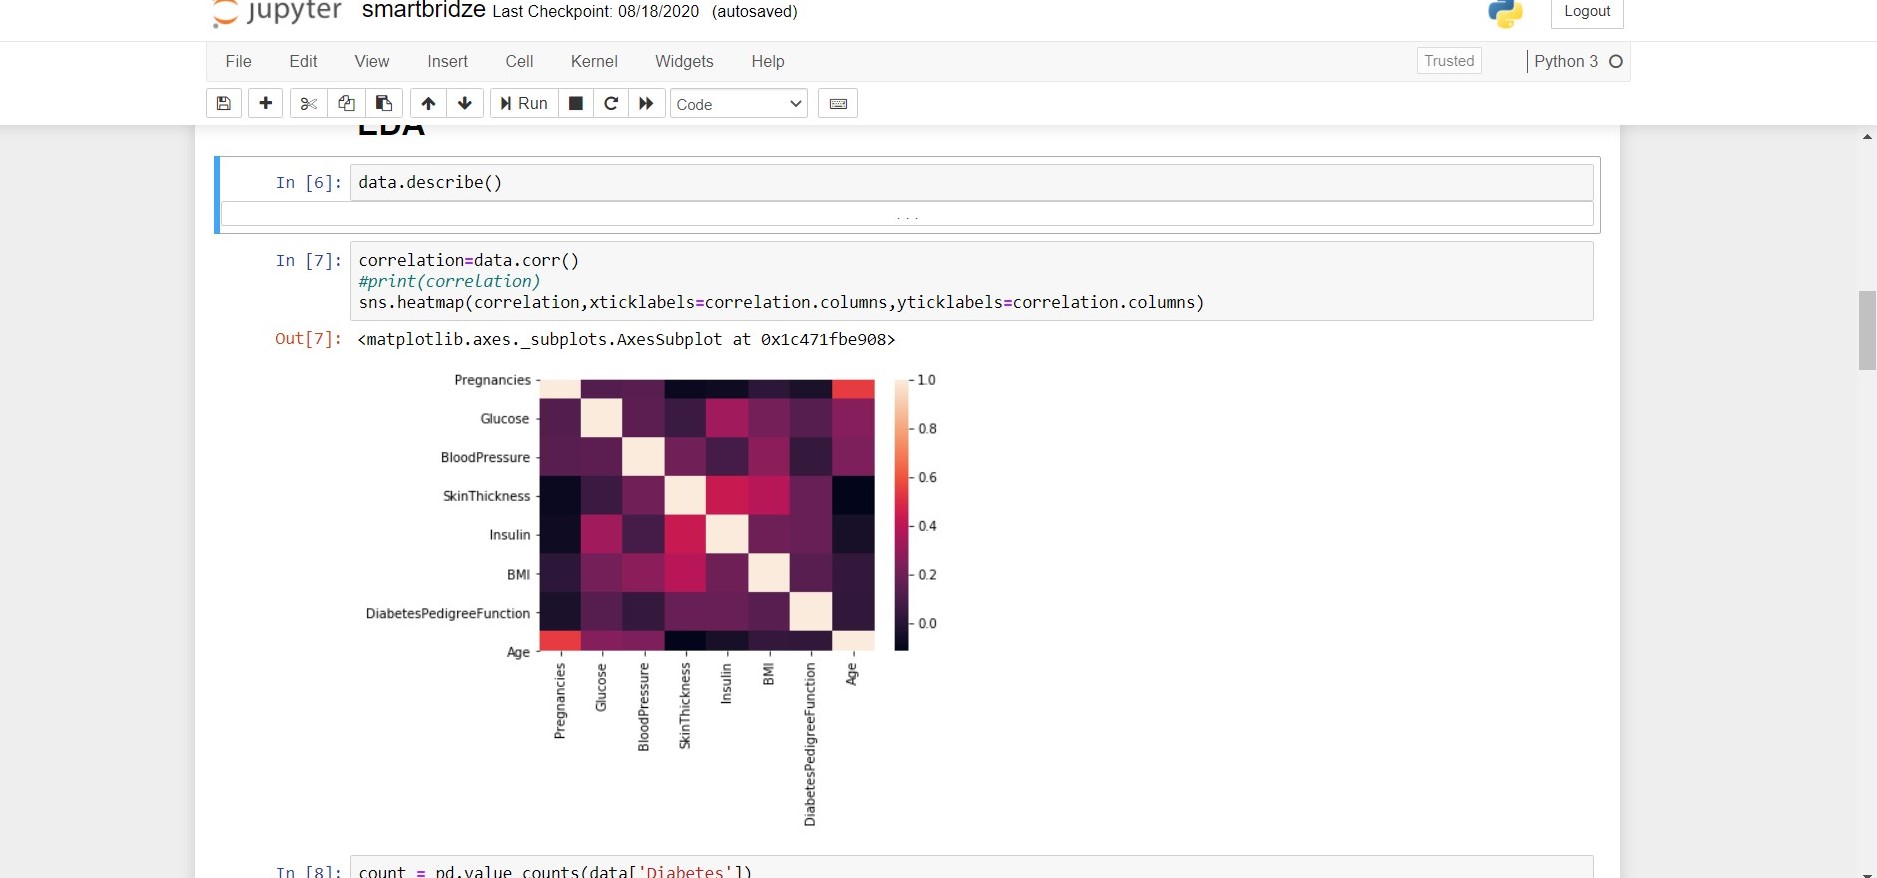 jupyter smartbridze Last Checkpoint: 08/18/2020 (autosaved) Logout
File Edit View Insert Cell Kernel Widgets Help Trusted Python 3
Run Code
EDA
In [6]: data.describe()
...
In [7]: correlation=data.corr()
#print(correlation)
sns.heatmap(correlation,xticklabels=correlation.columns,yticklabels=correlation.columns)
Out[7]: <matplotlib.axes._subplots.AxesSubplot at 0x1c471fbe908>
Pregnancies 1.0
Glucose
0.8
BloodPressure
0.6
SkinThickness
0.4
Insulin
BMI 0.2
DiabetesPedigreeFunction
0.0
Age
Pregnancies
Glucose
BloodPressure
SkinThickness
Insulin
BMI
DiabetesPedigreeFunction
Age
In [8]: count = pd.value_counts(data['Diabetes'])